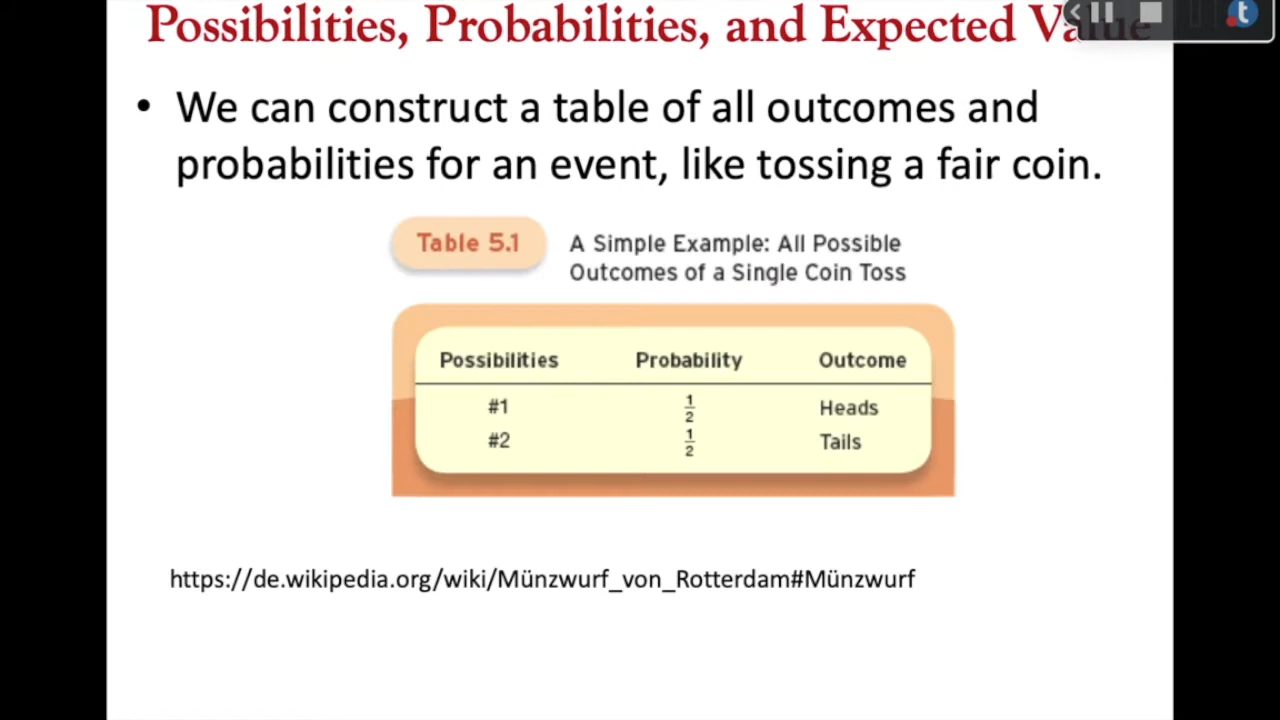 Possibilities, Probabilities, and Expected Value
• We can construct a table of all outcomes and
probabilities for an event, like tossing a fair coin.
Table 5.1
A Simple Example: All Possible
Outcomes of a Single Coin Toss
Possibilities Probability Outcome
#1 1/2 Heads
#2 1/2 Tails
https://de.wikipedia.org/wiki/Münzwurf_von_Rotterdam#Münzwurf
t